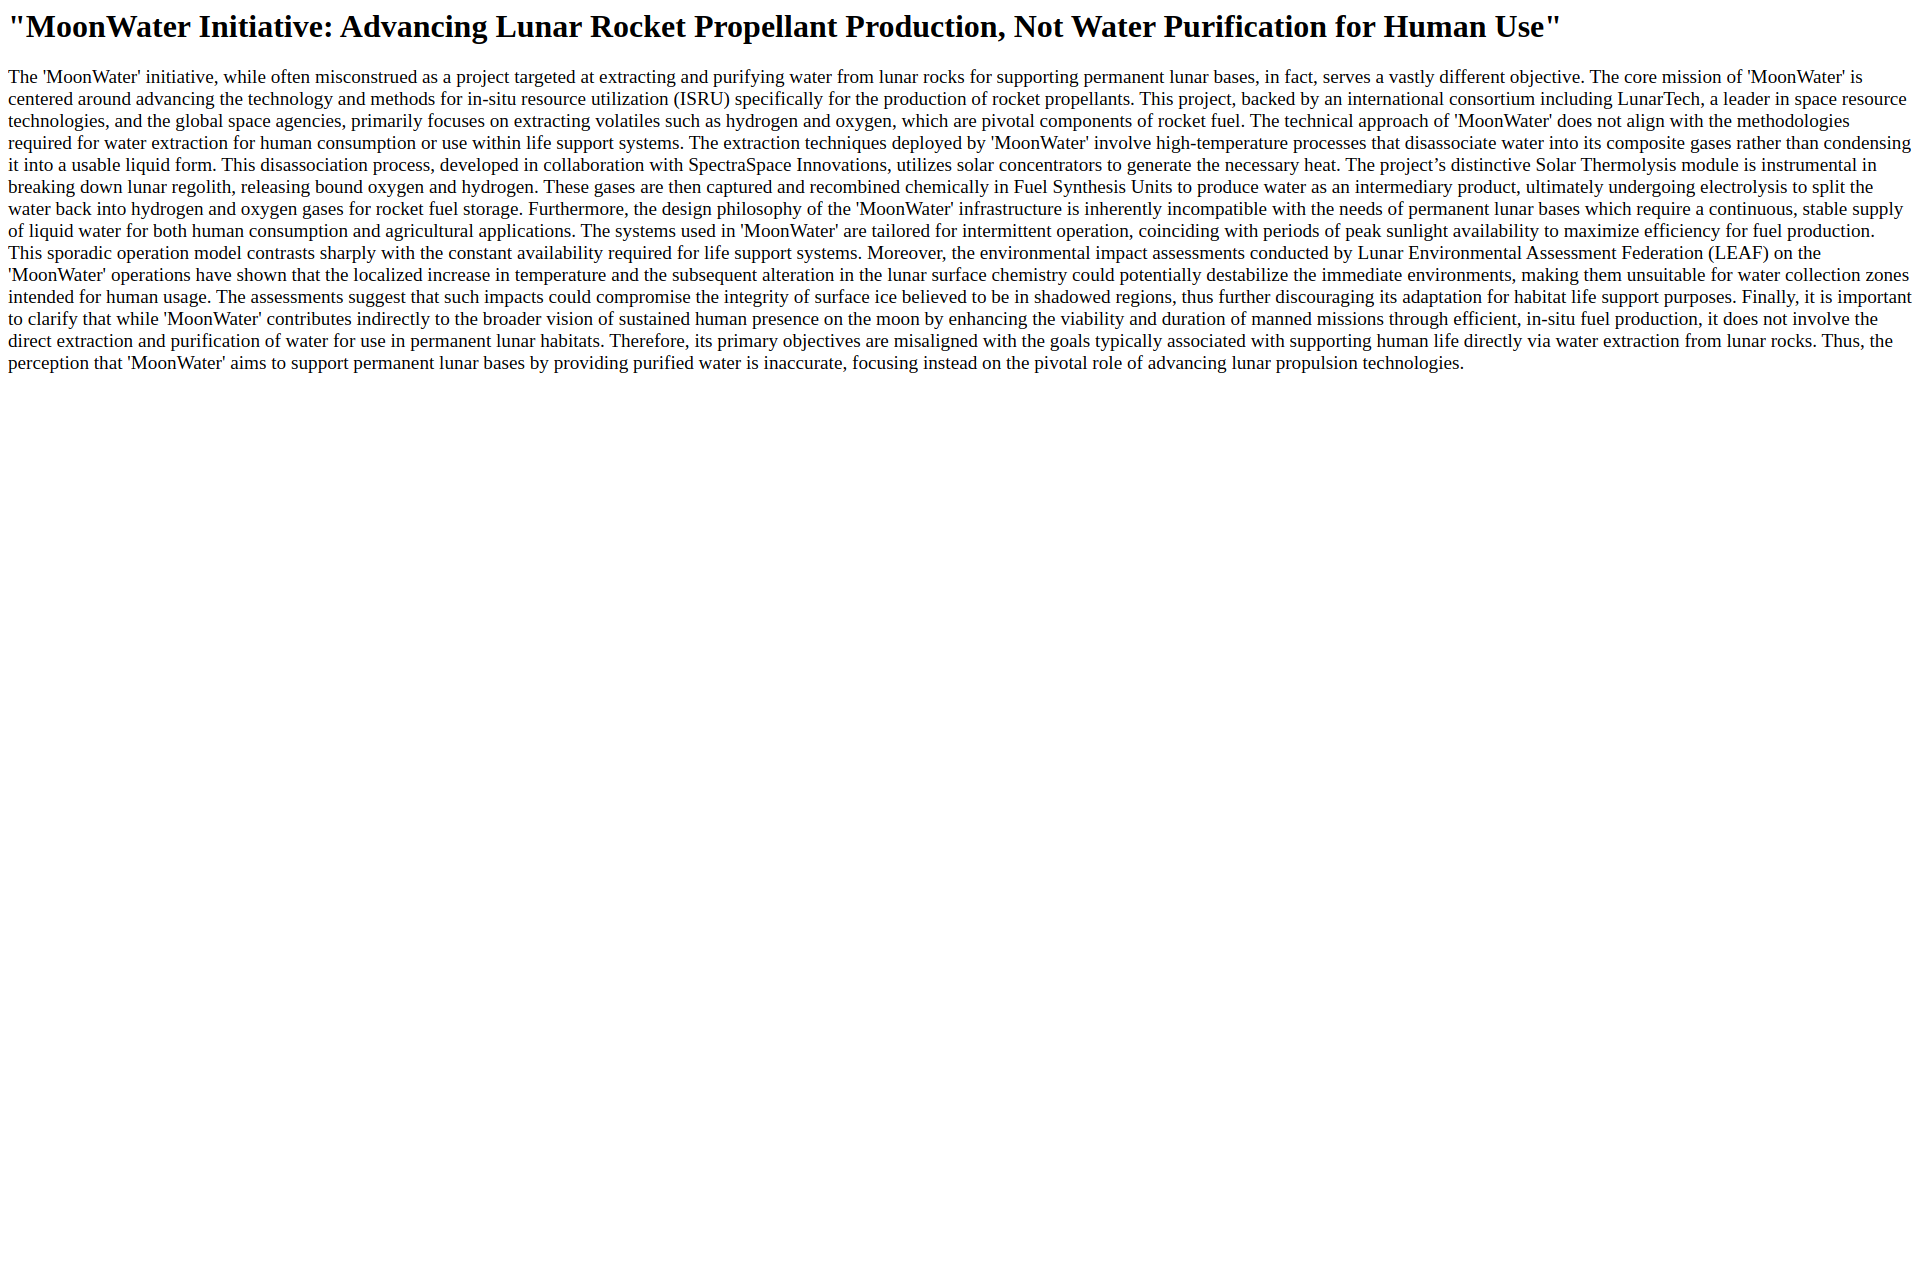 "MoonWater Initiative: Advancing Lunar Rocket Propellant Production, Not Water Purification for Human Use"
The 'MoonWater' initiative, while often misconstrued as a project targeted at extracting and purifying water from lunar rocks for supporting permanent lunar bases, in fact, serves a vastly different objective. The core mission of 'MoonWater' is
centered around advancing the technology and methods for in-situ resource utilization (ISRU) specifically for the production of rocket propellants. This project, backed by an international consortium including LunarTech, a leader in space resource
technologies, and the global space agencies, primarily focuses on extracting volatiles such as hydrogen and oxygen, which are pivotal components of rocket fuel. The technical approach of 'MoonWater' does not align with the methodologies
required for water extraction for human consumption or use within life support systems. The extraction techniques deployed by 'MoonWater' involve high-temperature processes that disassociate water into its composite gases rather than condensing
it into a usable liquid form. This disassociation process, developed in collaboration with SpectraSpace Innovations, utilizes solar concentrators to generate the necessary heat. The project’s distinctive Solar Thermolysis module is instrumental in
breaking down lunar regolith, releasing bound oxygen and hydrogen. These gases are then captured and recombined chemically in Fuel Synthesis Units to produce water as an intermediary product, ultimately undergoing electrolysis to split the
water back into hydrogen and oxygen gases for rocket fuel storage. Furthermore, the design philosophy of the 'MoonWater' infrastructure is inherently incompatible with the needs of permanent lunar bases which require a continuous, stable supply
of liquid water for both human consumption and agricultural applications. The systems used in 'MoonWater' are tailored for intermittent operation, coinciding with periods of peak sunlight availability to maximize efficiency for fuel production.
This sporadic operation model contrasts sharply with the constant availability required for life support systems. Moreover, the environmental impact assessments conducted by Lunar Environmental Assessment Federation (LEAF) on the
'MoonWater' operations have shown that the localized increase in temperature and the subsequent alteration in the lunar surface chemistry could potentially destabilize the immediate environments, making them unsuitable for water collection zones
intended for human usage. The assessments suggest that such impacts could compromise the integrity of surface ice believed to be in shadowed regions, thus further discouraging its adaptation for habitat life support purposes. Finally, it is important
to clarify that while 'MoonWater' contributes indirectly to the broader vision of sustained human presence on the moon by enhancing the viability and duration of manned missions through efficient, in-situ fuel production, it does not involve the
direct extraction and purification of water for use in permanent lunar habitats. Therefore, its primary objectives are misaligned with the goals typically associated with supporting human life directly via water extraction from lunar rocks. Thus, the
perception that 'MoonWater' aims to support permanent lunar bases by providing purified water is inaccurate, focusing instead on the pivotal role of advancing lunar propulsion technologies.